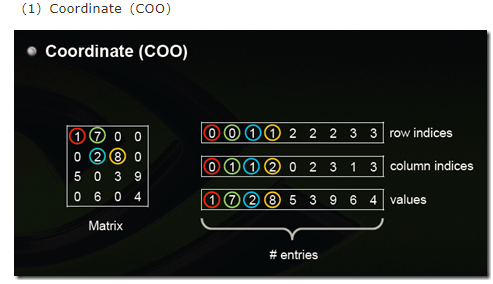 (1) Coordinate (COO)
Coordinate (COO)
1 7 0 0
0 2 8 0
5 0 3 9
0 6 0 4
Matrix
0 0 1 1 2 2 2 3 3 row indices
0 1 1 2 0 2 3 1 3 column indices
1 7 2 8 5 3 9 6 4 values
# entries